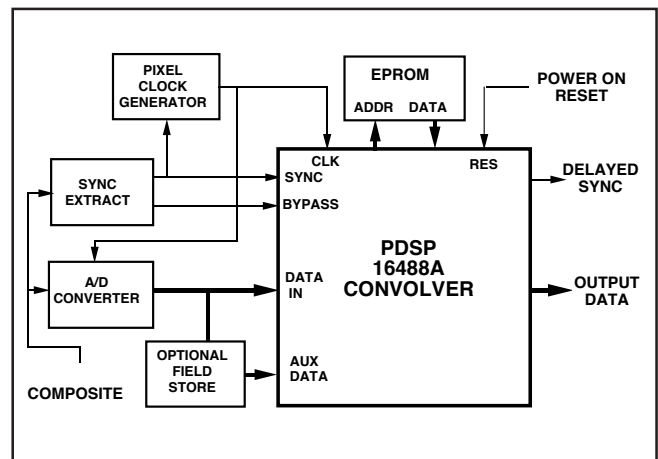 PIXEL
CLOCK
GENERATOR
EPROM
ADDR DATA
POWER ON
RESET
CLK
RES
SYNC
EXTRACT
SYNC
BYPASS
DELAYED
SYNC
PDSP
16488A
CONVOLVER
A/D
CONVERTER
DATA
IN
OUTPUT
DATA
OPTIONAL
FIELD
STORE
AUX
DATA
COMPOSITE